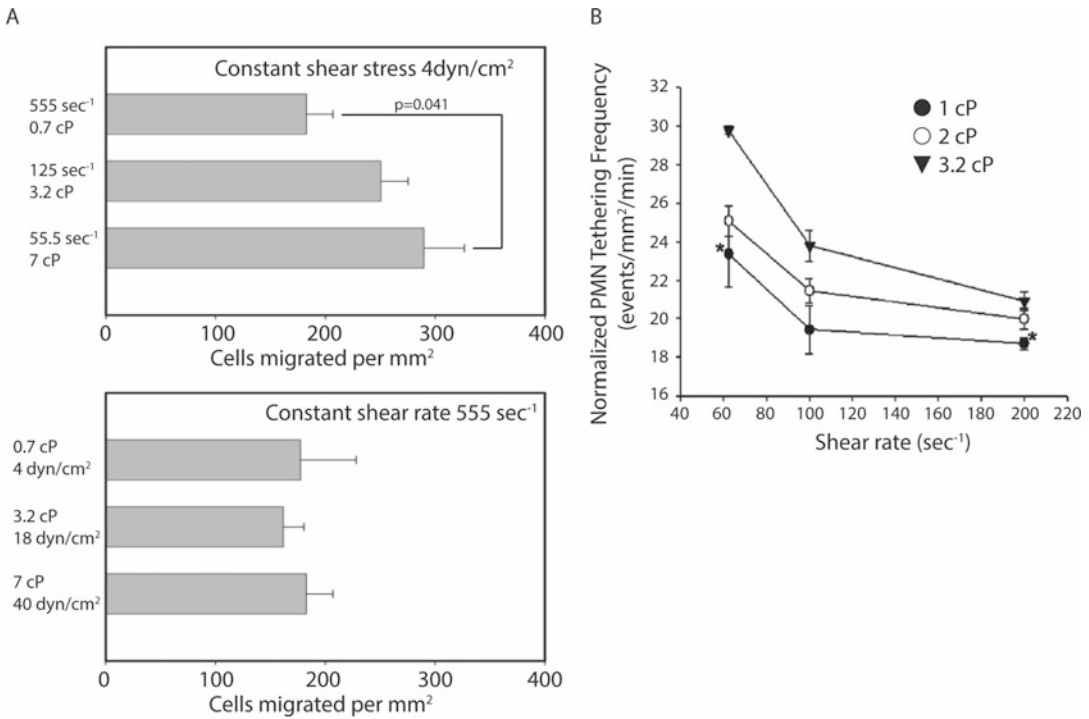 A
Constant shear stress 4dyn/cm²
555 sec⁻¹
0.7 cP
p=0.041
125 sec⁻¹
3.2 cP
55.5 sec⁻¹
7 cP
0 100 200 300 400
Cells migrated per mm²
Constant shear rate 555 sec⁻¹
0.7 cP
4 dyn/cm²
3.2 cP
18 dyn/cm²
7 cP
40 dyn/cm²
0 100 200 300 400
Cells migrated per mm²
B
Normalized PMN Tethering Frequency
(events/mm²/min)
32
30
28
26
24
22
20
18
16
1 cP
2 cP
3.2 cP
*
*
40 60 80 100 120 140 160 180 200
Shear rate (sec⁻¹)